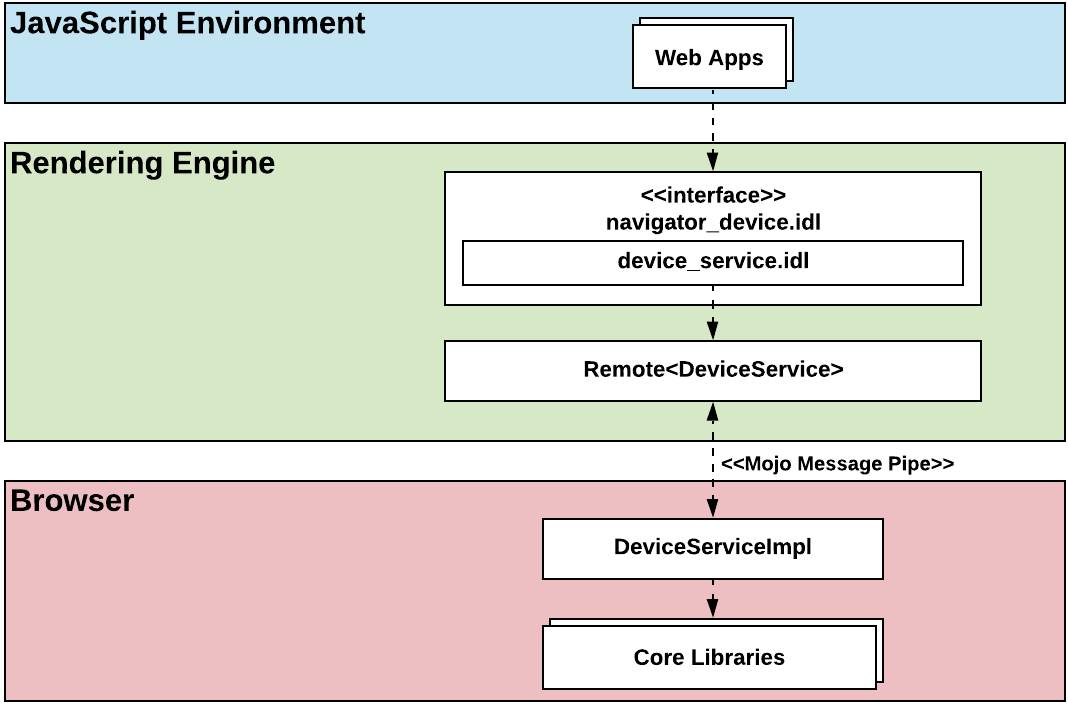 JavaScript Environment
Web Apps
Rendering Engine
<<interface>>
navigator_device.idl
device_service.idl
Remote<DeviceService>
<<Mojo Message Pipe>>
Browser
DeviceServiceImpl
Core Libraries